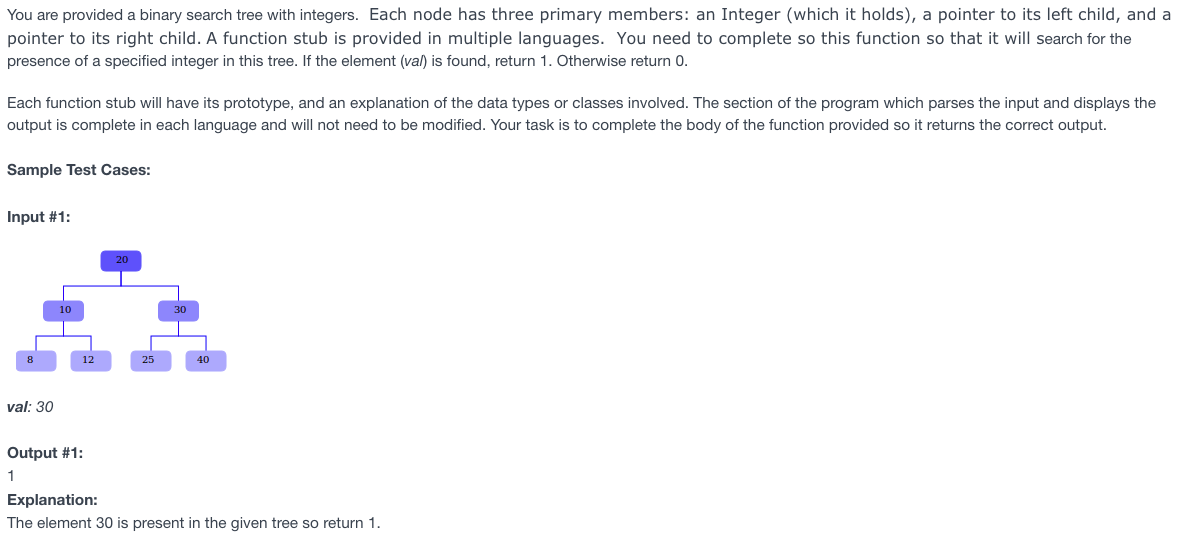 You are provided a binary search tree with integers. Each node has three primary members: an Integer (which it holds), a pointer to its left child, and a
pointer to its right child. A function stub is provided in multiple languages. You need to complete so this function so that it will search for the
presence of a specified integer in this tree. If the element (val) is found, return 1. Otherwise return 0.
Each function stub will have its prototype, and an explanation of the data types or classes involved. The section of the program which parses the input and displays the
output is complete in each language and will not need to be modified. Your task is to complete the body of the function provided so it returns the correct output.
Sample Test Cases:
Input #1:
20
10 30
8 12 25 40
val: 30
Output #1:
1
Explanation:
The element 30 is present in the given tree so return 1.